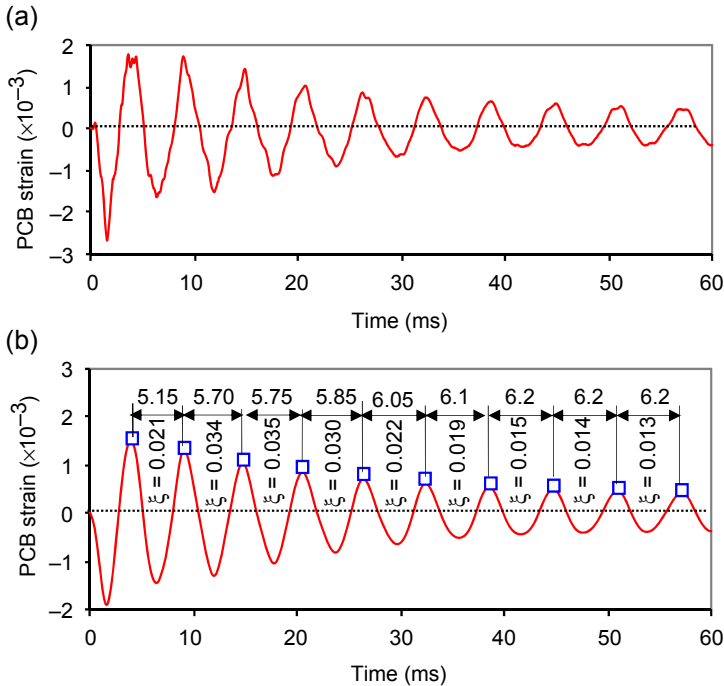 (a)
PCB strain (×10–3)
2
1
0
–1
–2
–3
0 10 20 30 40 50 60
Time (ms)
(b)
PCB strain (×10–3)
3
2
1
0
–1
–2
5.15 5.70 5.75 5.85 6.05 6.1 6.2 6.2 6.2
ξ = 0.021
ξ = 0.034
ξ = 0.035
ξ = 0.030
ξ = 0.022
ξ = 0.019
ξ = 0.015
ξ = 0.014
ξ = 0.013
0 10 20 30 40 50 60
Time (ms)